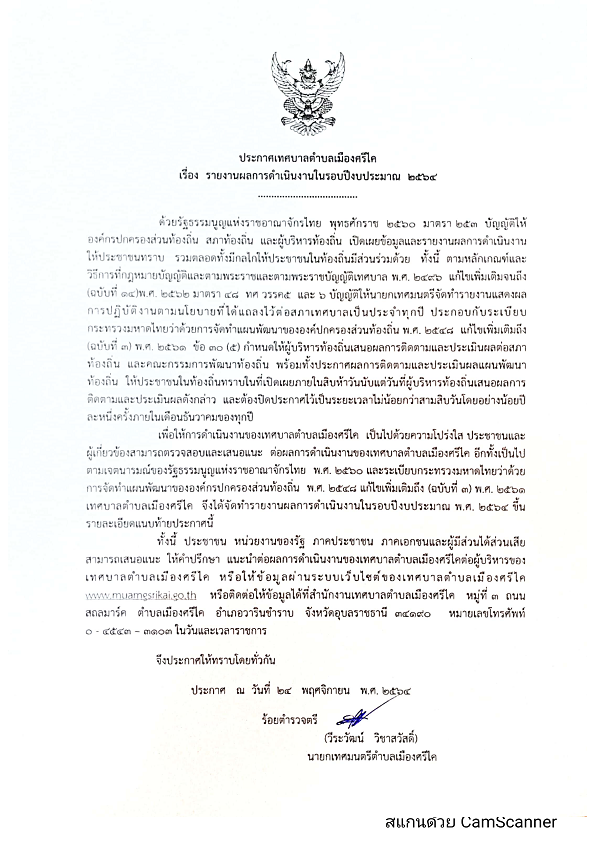 ประกาศเทศบาลตำบลเมืองศรีไค
เรื่อง รายงานผลการดำเนินงานในรอบปีงบประมาณ ๒๕๖๔
......................................
ด้วยรัฐธรรมนูญแห่งราชอาณาจักรไทย พุทธศักราช ๒๕๖๐ มาตรา ๒๕๓ บัญญัติให้
องค์กรปกครองส่วนท้องถิ่น สภาท้องถิ่น และผู้บริหารท้องถิ่น เปิดเผยข้อมูลและรายงานผลการดำเนินงาน
ให้ประชาชนทราบ รวมตลอดทั้งมีกลไกให้ประชาชนในท้องถิ่นมีส่วนร่วมด้วย ทั้งนี้ ตามหลักเกณฑ์และ
วิธีการที่กฎหมายบัญญัติและตามพระราชและตามพระราชบัญญัติเทศบาล พ.ศ. ๒๔๙๖ แก้ไขเพิ่มเติมจนถึง
(ฉบับที่ ๑๔)พ.ศ. ๒๕๖๒ มาตรา ๔๘ ทศ วรรค๕ และ ๖ บัญญัติให้นายกเทศมนตรีจัดทำรายงานแสดงผล
การปฏิบัติงานตามนโยบายที่ได้แถลงไว้ต่อสภาเทศบาลเป็นประจำทุกปี ประกอบกับระเบียบ
กระทรวงมหาดไทยว่าด้วยการจัดทำแผนพัฒนาขององค์กรปกครองส่วนท้องถิ่น พ.ศ. ๒๕๔๘ แก้ไขเพิ่มเติมถึง
(ฉบับที่ ๓) พ.ศ. ๒๕๖๑ ข้อ ๓๐ (๕) กำหนดให้ผู้บริหารท้องถิ่นเสนอผลการติดตามและประเมินผลต่อสภา
ท้องถิ่น และคณะกรรมการพัฒนาท้องถิ่น พร้อมทั้งประกาศผลการติดตามและประเมินผลแผนพัฒนา
ท้องถิ่น ให้ประชาชนในท้องถิ่นทราบในที่เปิดเผยภายในสิบห้าวันนับแต่วันที่ผู้บริหารท้องถิ่นเสนอผลการ
ติดตามและประเมินผลดังกล่าว และต้องปิดประกาศไว้เป็นระยะเวลาไม่น้อยกว่าสามสิบวันโดยอย่างน้อยปี
ละหนึ่งครั้งภายในเดือนธันวาคมของทุกปี
เพื่อให้การดำเนินงานของเทศบาลตำบลเมืองศรีไค เป็นไปด้วยความโปร่งใส ประชาชนและ
ผู้เกี่ยวข้องสามารถตรวจสอบและเสนอแนะ ต่อผลการดำเนินงานของเทศบาลตำบลเมืองศรีไค อีกทั้งเป็นไป
ตามเจตนารมณ์ของรัฐธรรมนูญแห่งราชอาณาจักรไทย พ.ศ. ๒๕๖๐ และระเบียบกระทรวงมหาดไทยว่าด้วย
การจัดทำแผนพัฒนาขององค์กรปกครองส่วนท้องถิ่น พ.ศ. ๒๕๔๘ แก้ไขเพิ่มเติมถึง (ฉบับที่ ๓) พ.ศ. ๒๕๖๑
เทศบาลตำบลเมืองศรีไค จึงได้จัดทำรายงานผลการดำเนินงานในรอบปีงบประมาณ พ.ศ. ๒๕๖๔ ขึ้น
รายละเอียดแนบท้ายประกาศนี้
ทั้งนี้ ประชาชน หน่วยงานของรัฐ ภาคประชาชน ภาคเอกชนและผู้มีส่วนได้ส่วนเสีย
สามารถเสนอแนะ ให้คำปรึกษา แนะนำต่อผลการดำเนินงานของเทศบาลตำบลเมืองศรีไคต่อผู้บริหารของ
เทศบาลตำบลเมืองศรีไค หรือให้ข้อมูลผ่านระบบเว็บไซต์ของเทศบาลตำบลเมืองศรีไค
www.muamgsrikai.go.th หรือติดต่อให้ข้อมูลได้ที่สำนักงานเทศบาลตำบลเมืองศรีไค หมู่ที่ ๓ ถนน
สถลมาร์ค ตำบลเมืองศรีไค อำเภอวารินชำราบ จังหวัดอุบลราชธานี ๓๔๑๙๐ หมายเลขโทรศัพท์
๐ - ๔๕๔๓ – ๓๑๐๓ ในวันและเวลาราชการ
จึงประกาศให้ทราบโดยทั่วกัน
ประกาศ ณ วันที่ ๒๔ พฤศจิกายน พ.ศ. ๒๕๖๔
ร้อยตำรวจตรี
(วีระวัฒน์ วิชาสวัสดิ์)
นายกเทศมนตรีตำบลเมืองศรีไค
สแกนด้วย CamScanner